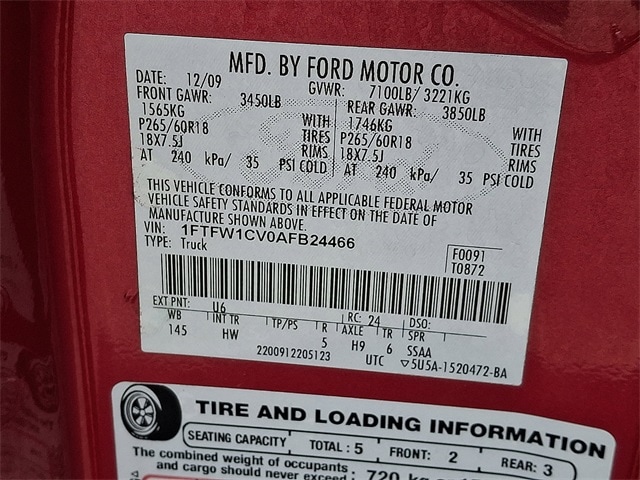 MFD. BY FORD MOTOR CO.
DATE: 12/09 GVWR: 7100LB/ 3221KG
FRONT GAWR: 3450LB REAR GAWR: 3850LB
1565KG WITH 1746KG WITH
P265/60R18 TIRES P265/60R18 TIRES
18X7.5J RIMS 18X7.5J RIMS
AT 240 kPa/ 35 PSI COLD AT 240 kPa/ 35 PSI COLD
THIS VEHICLE CONFORMS TO ALL APPLICABLE FEDERAL MOTOR
VEHICLE SAFETY STANDARDS IN EFFECT ON THE DATE OF
MANUFACTURE SHOWN ABOVE.
VIN: 1FTFW1CV0AFB24466
TYPE: Truck
F0091
T0872
EXT PNT: U6 RC: 24 DSO:
WB INT TR TP/PS R AXLE TR SPR
145 HW 5 H9 6 SSAA
2200912205123 UTC ▽5U5A-1520472-BA
TIRE AND LOADING INFORMATION
SEATING CAPACITY TOTAL : 5 FRONT: 2 REAR: 3
The combined weight of occupants
and cargo should never exceed : 720 kg